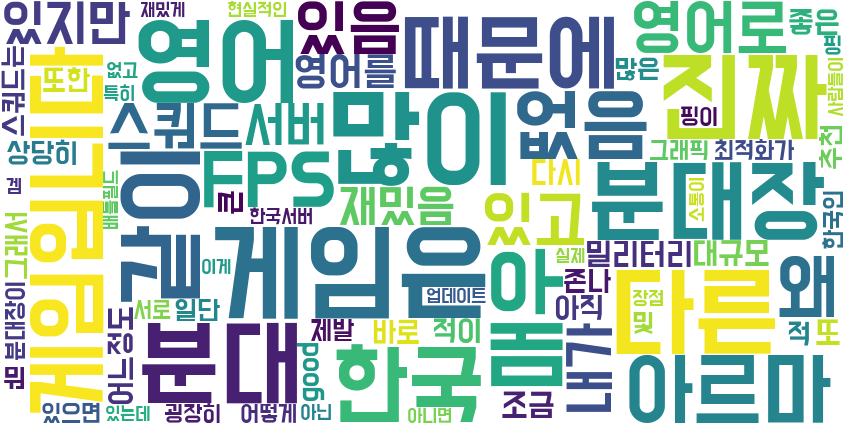 있지만
재밌게
현실적인
있음
영어로
좋은
영어
때문에
진짜
많은
영어를
스쿼드는
또한
없고
특히
스쿼드
서버
많이
없음
핑이
사람들이
추천
상당히
FPS
그래픽
최적화가
겜
배틀필드
같이
재밌음
다시
분대장
소통이
한국인
게임입니다
그래서
한국서버
있고
게임은
이게
아
실제
밀리터리
대규모
왜
서로
일단
업데이트
존나
아직
다른
장점
및
분대장이
어느정도
분대
제발
바로
적이
맵
내가
적
또
good
한국
아르마
조금
있으면
있는데
굉장히
어떻게
아닌
아니면